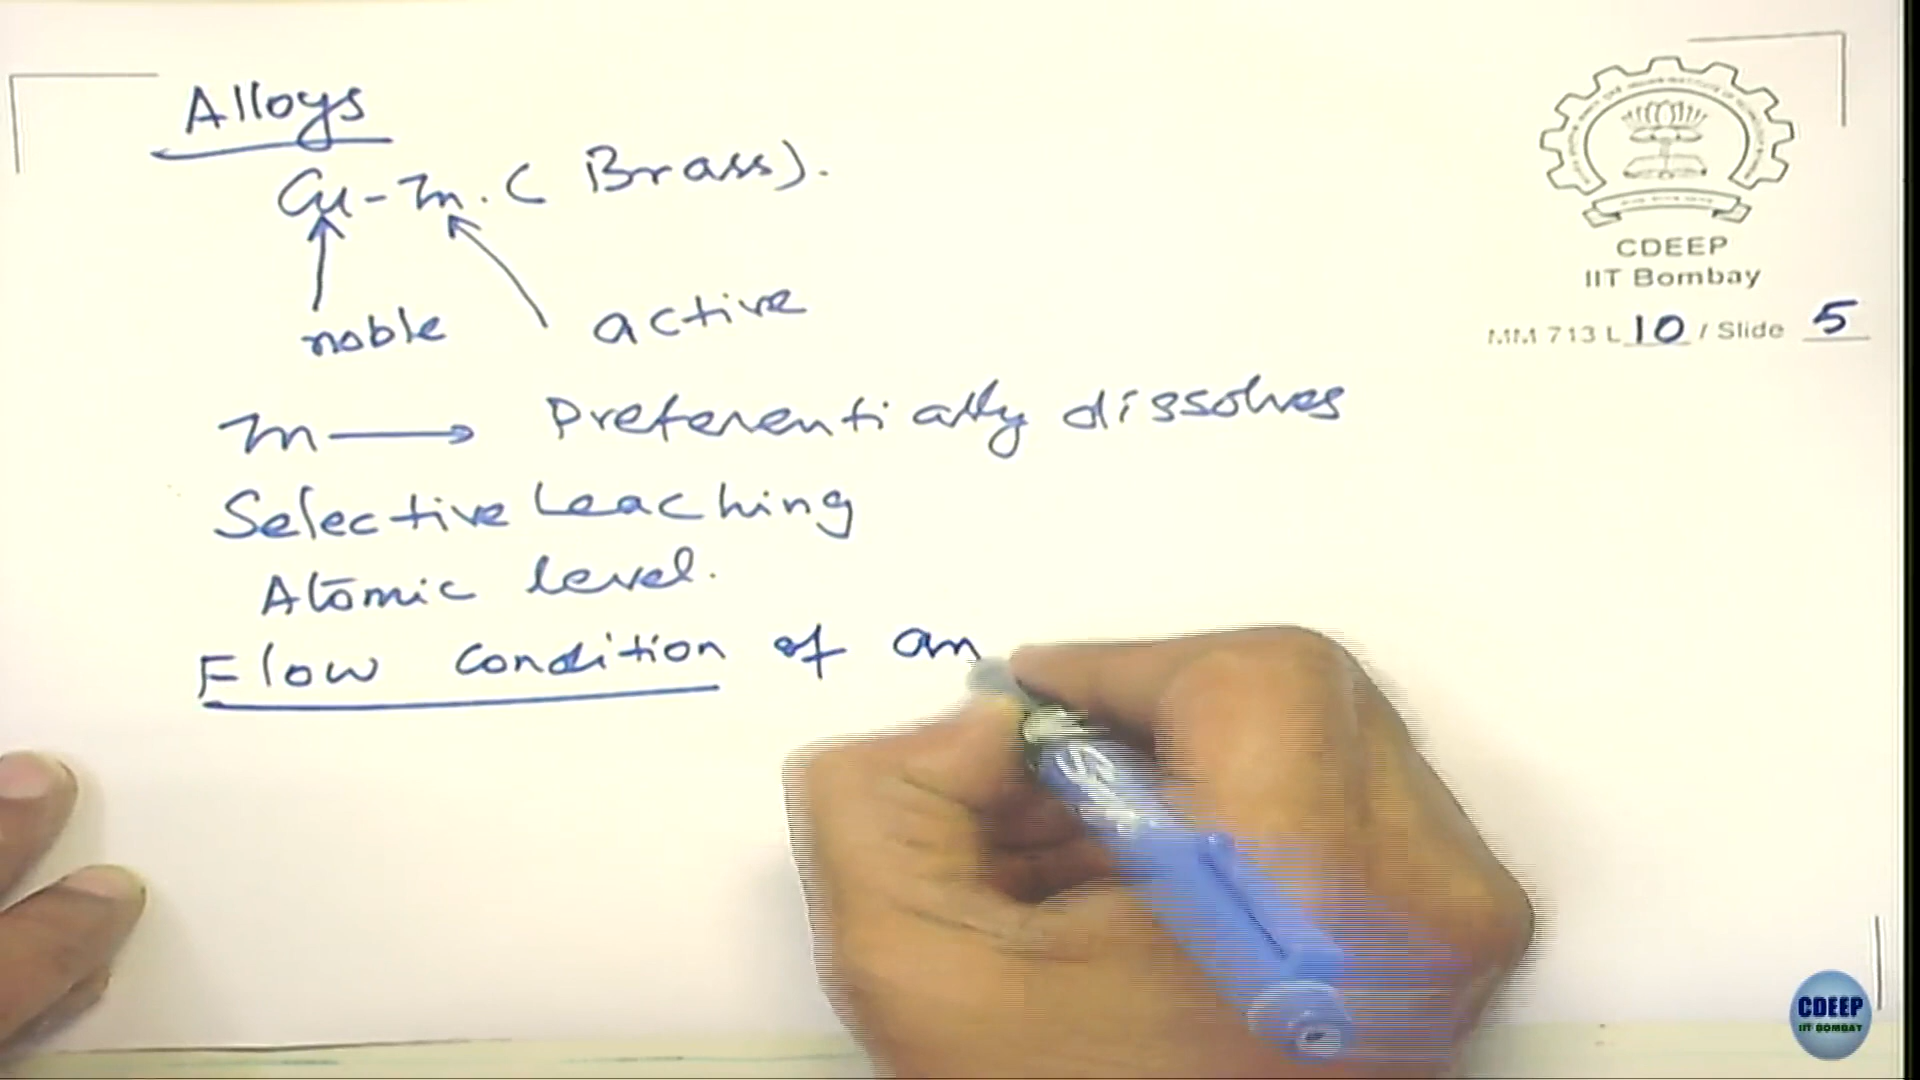 Alloys
Cu-Zn. (Brass).
noble
active
Zn → Preferentially dissolves
Selective Leaching
Atomic level.
Flow condition of an
CDEEP
IIT Bombay
MM 713 L 10 / Slide 5
CDEEP
IIT BOMBAY